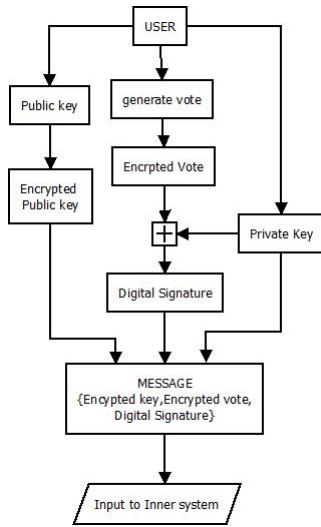 USER
Public key
generate vote
Encrpted Vote
Encrypted
Public key
Private Key
Digital Signature
MESSAGE
{Encypted key,Encrypted vote,
Digital Signature}
Input to Inner system